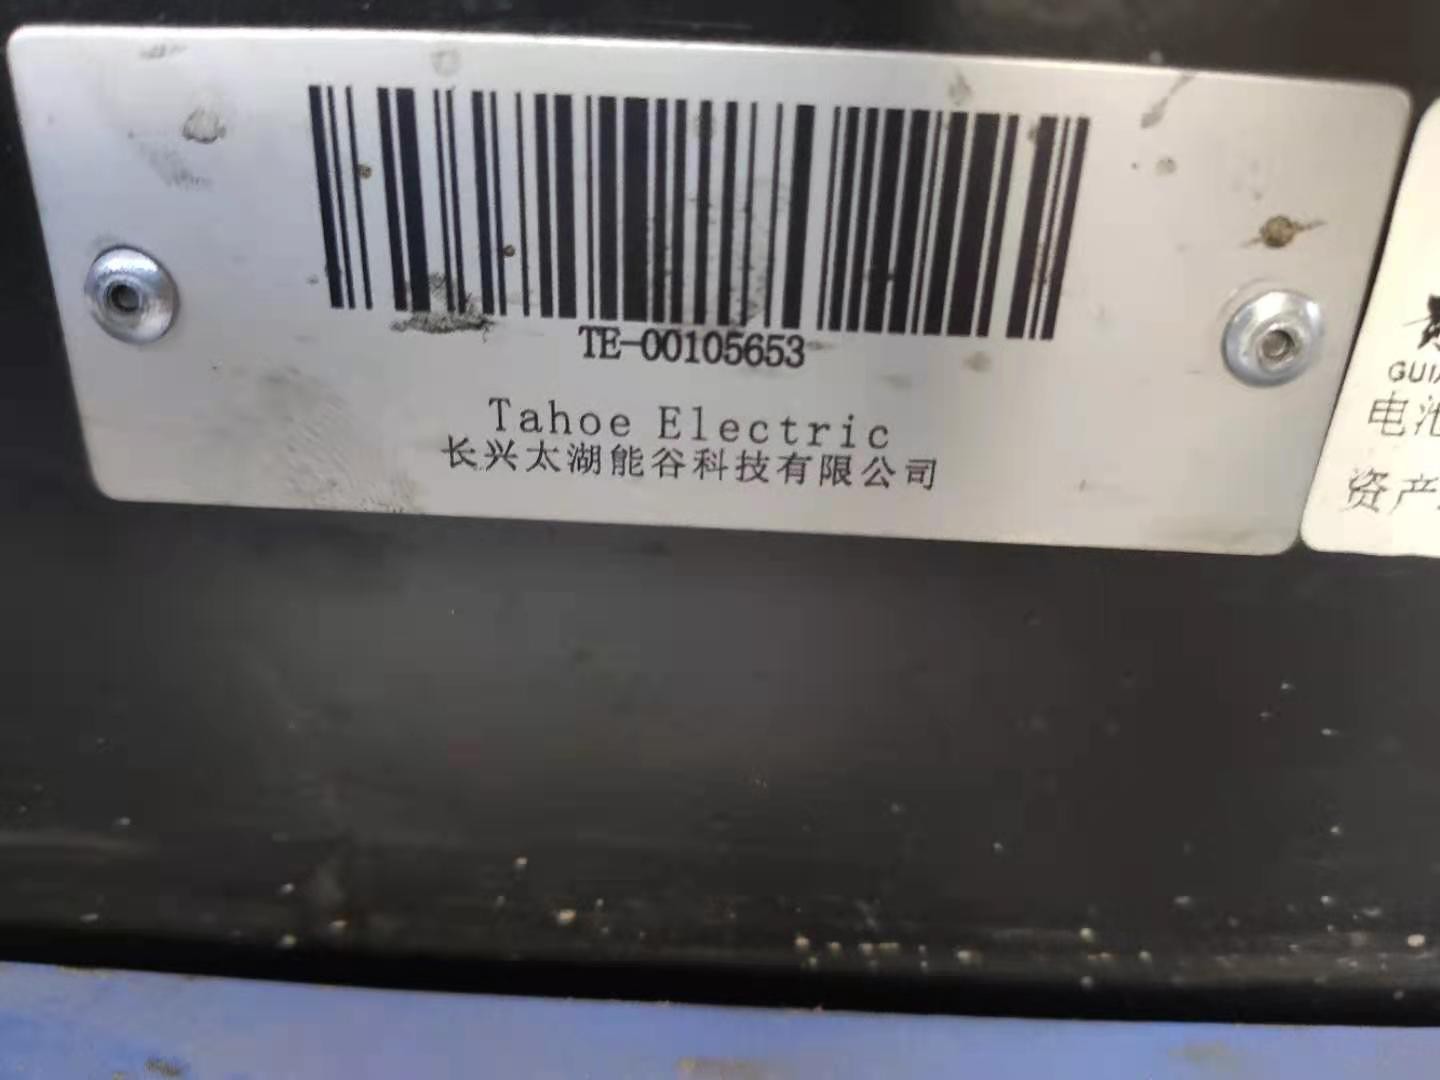 TE-00105653
Tahoe Electric
长兴太湖能谷科技有限公司
GUI
电池
资产